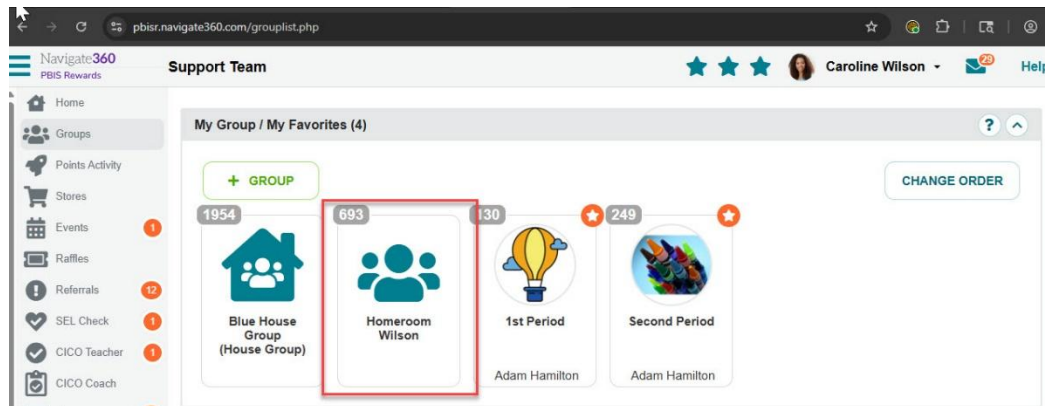 pbisr.navigate360.com/grouplist.php
Navigate360
PBIS Rewards
Support Team
Caroline Wilson
29
Help
Home
Groups
Points Activity
Stores
Events
1
Raffles
Referrals
12
SEL Check
1
CICO Teacher
1
CICO Coach
My Group / My Favorites (4)
?
+ GROUP
CHANGE ORDER
1954
Blue House
Group
(House Group)
693
Homeroom
Wilson
130
1st Period
Adam Hamilton
249
Second Period
Adam Hamilton